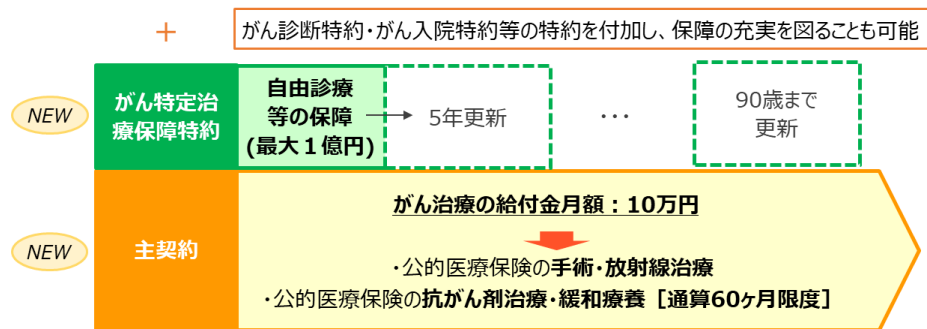 +
がん診断特約・がん入院特約等の特約を付加し、保障の充実を図ることも可能
NEW
がん特定治
療保障特約
自由診療
等の保障
(最大1億円)
5年更新
・・・
90歳まで
更新
NEW
主契約
がん治療の給付金月額：10万円
・公的医療保険の手術・放射線治療
・公的医療保険の抗がん剤治療・緩和療養［通算60ヶ月限度］